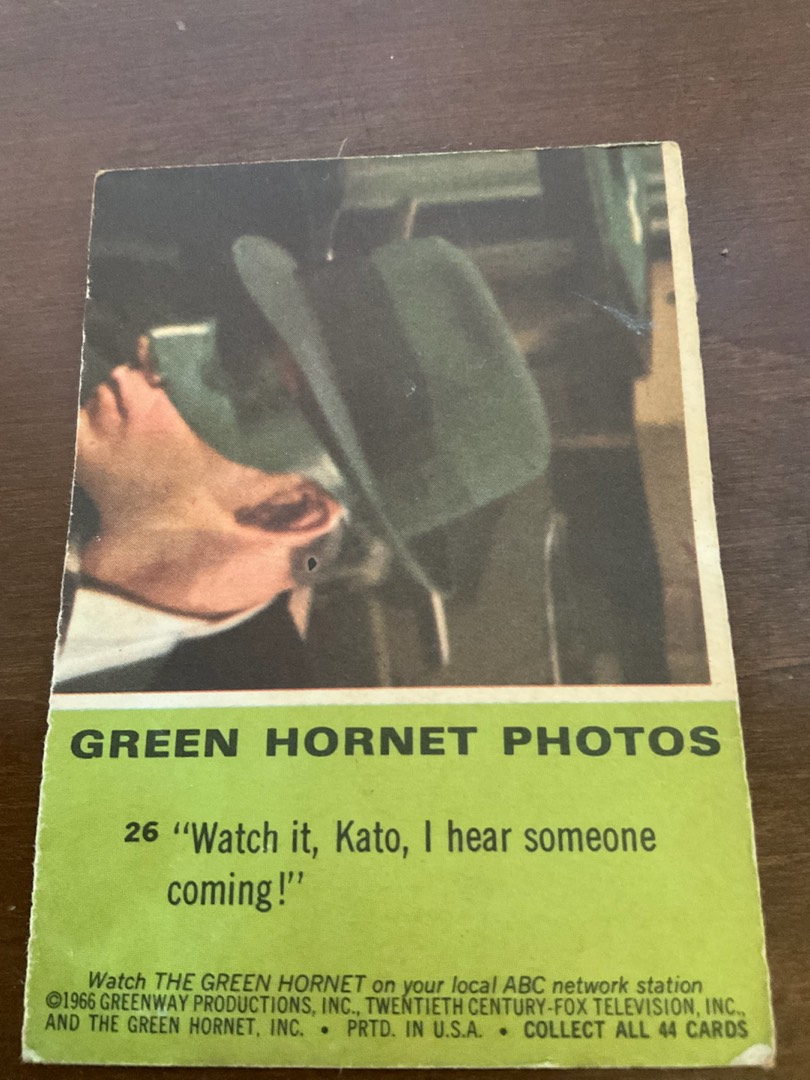 GREEN HORNET PHOTOS
26 "Watch it, Kato, I hear someone
coming!"
Watch THE GREEN HORNET on your local ABC network station
©1966 GREENWAY PRODUCTIONS, INC., TWENTIETH CENTURY-FOX TELEVISION, INC.,
AND THE GREEN HORNET, INC. • PRTD. IN U.S.A. • COLLECT ALL 44 CARDS